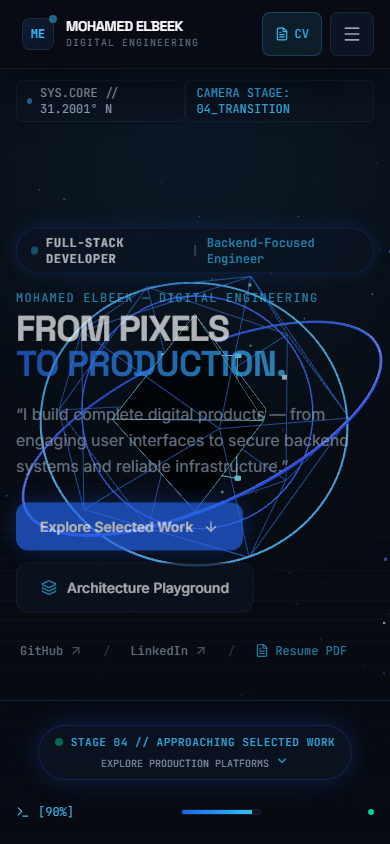 ME
MOHAMED ELBEEK
DIGITAL ENGINEERING
CV
SYS.CORE //
31.2001° N
CAMERA STAGE:
04_TRANSITION
FULL-STACK
DEVELOPER
|
Backend-Focused
Engineer
MOHAMED ELBEEK — DIGITAL ENGINEERING
FROM PIXELS
TO PRODUCTION.
“I build complete digital products — from
engaging user interfaces to secure backend
systems and reliable infrastructure.”
Explore Selected Work ↓
Architecture Playground
GitHub ↗ / LinkedIn ↗ / Resume PDF
STAGE 04 // APPROACHING SELECTED WORK
EXPLORE PRODUCTION PLATFORMS
[90%]